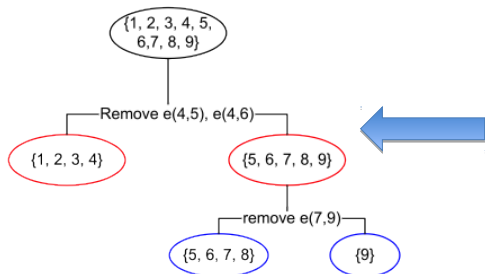 {1, 2, 3, 4, 5,
6,7, 8, 9}
Remove e(4,5), e(4,6)
{1, 2, 3, 4}
{5, 6, 7, 8, 9}
remove e(7,9)
{5, 6, 7, 8}
{9}